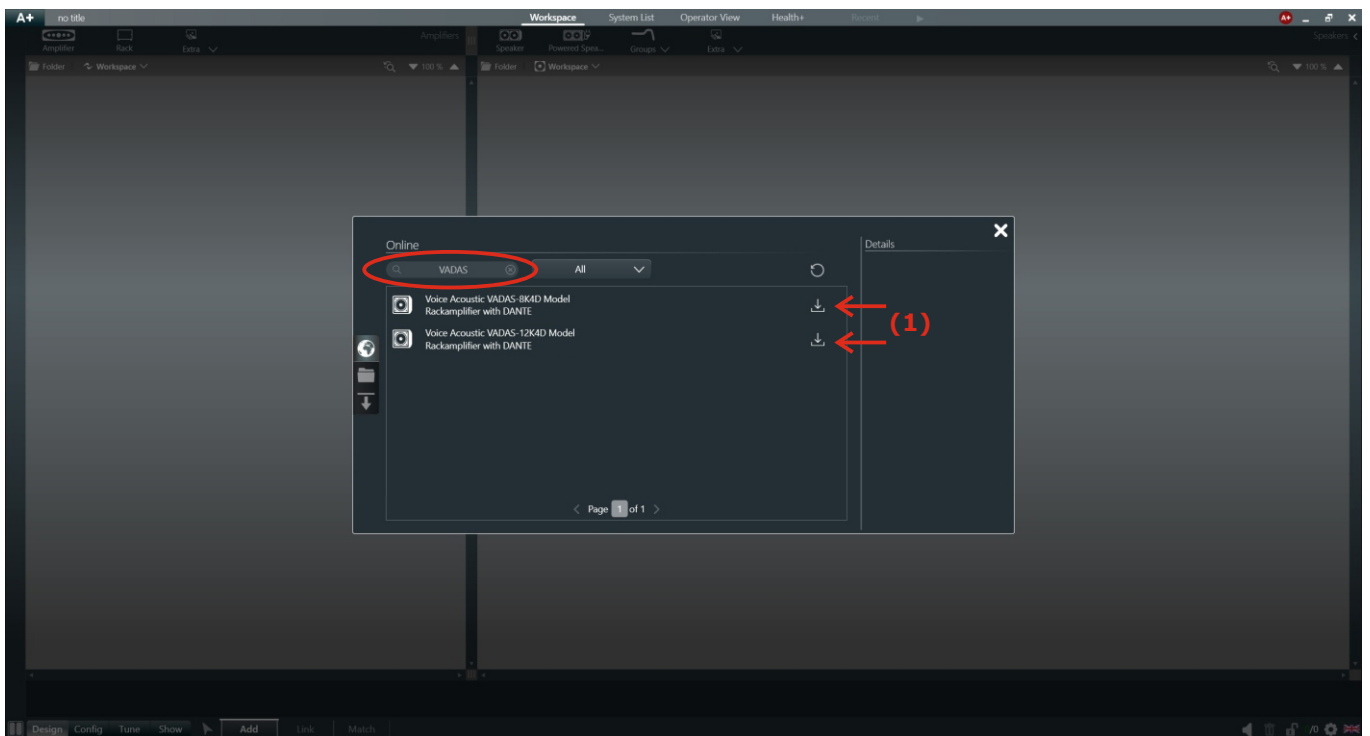 A+ no title Workspace System List Operator View Health+ Recent A+
Amplifier Rack Extra Amplifiers Speaker Powered Spea... Groups Extra Speakers
Folder Workspace 100 % Folder Workspace 100 %
Online
Details
VADAS All
Voice Acoustic VADAS-8K4D Model
Rackamplifier with DANTE
(1)
Voice Acoustic VADAS-12K4D Model
Rackamplifier with DANTE
Page 1 of 1
Design Config Tune Show Add Link Match /0